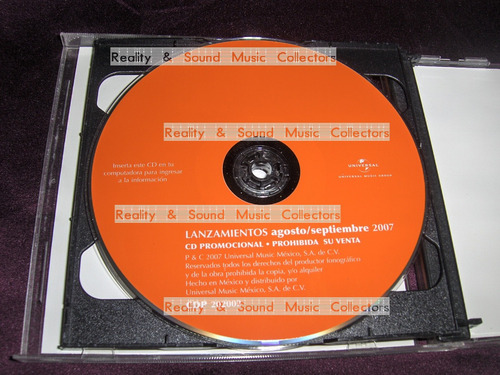 Reality & Sound Music Collectors
Reality & Sound Music Collectors
Inserta este CD en tu
computadora para ingresar
a la información
UNIVERSAL
UNIVERSAL MUSIC GROUP
Reality & Sound Music Collectors
LANZAMIENTOS agosto/septiembre 2007
CD PROMOCIONAL • PROHIBIDA SU VENTA
P & C 2007 Universal Music México, S.A. de C.V.
Reservados todos los derechos del productor fonográfico
y de la obra prohibida la copia, y/o alquiler
Hecho en México y distribuido por
Universal Music México, S.A. de C.V.
CDP
Reality & Sound Music Collectors